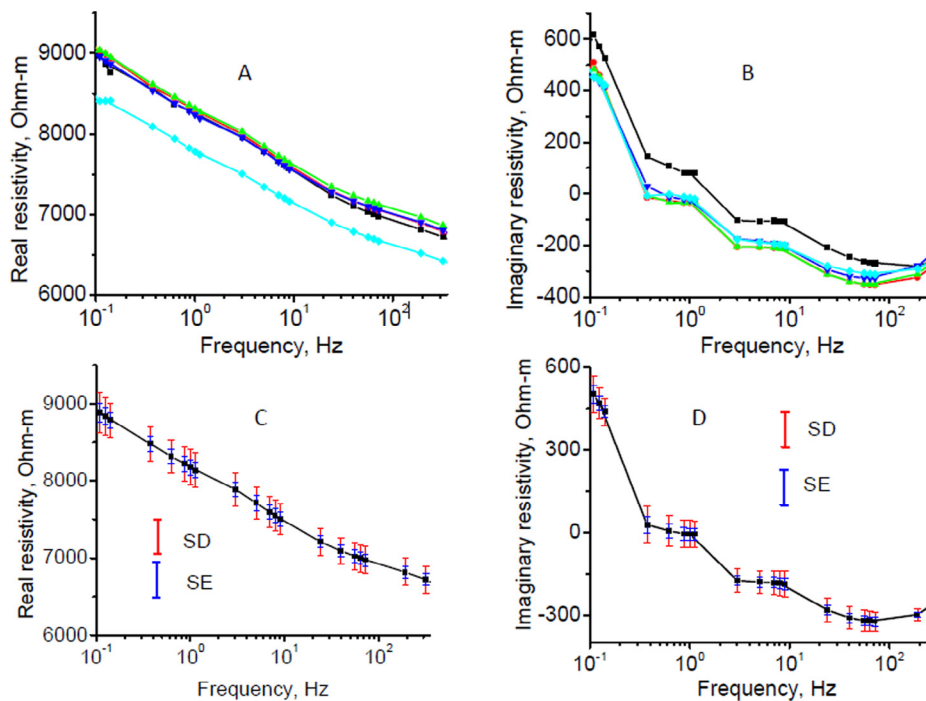 A
Real resistivity, Ohm-m
9000
8000
7000
6000
10⁻¹ 10⁰ 10¹ 10²
Frequency, Hz
B
Imaginary resistivity, Ohm-m
600
400
200
0
-200
-400
10⁻¹ 10⁰ 10¹ 10²
Frequency, Hz
C
Real resistivity, Ohm-m
9000
8000
7000
6000
SD
SE
10⁻¹ 10⁰ 10¹ 10²
Frequency, Hz
D
Imaginary resistivity, Ohm-m
600
300
0
-300
SD
SE
10⁻¹ 10⁰ 10¹ 10²
Frequency, Hz